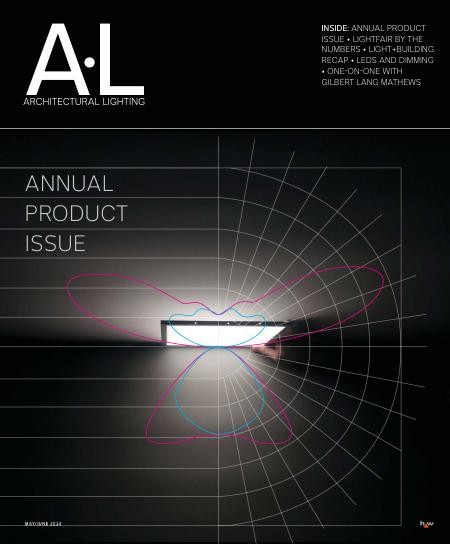 A·L
ARCHITECTURAL LIGHTING
INSIDE: ANNUAL PRODUCT
ISSUE • LIGHTFAIR BY THE
NUMBERS • LIGHT+BUILDING
RECAP • LEDS AND DIMMING
• ONE-ON-ONE WITH
GILBERT LANG MATHEWS
ANNUAL
PRODUCT
ISSUE
MAY/JUNE 2014